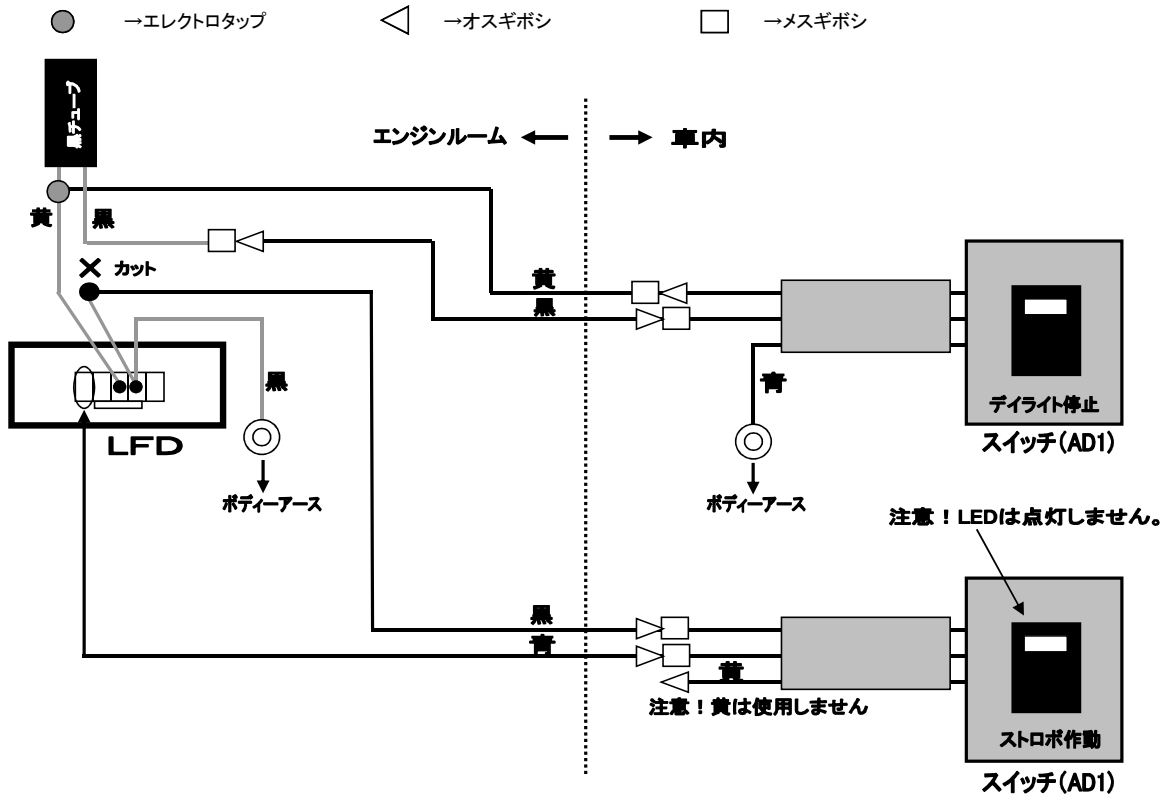 →エレクトロタップ
→オスギボシ
→メスギボシ
黒チューブ
エンジンルーム
車内
黄
黒
カット
黄
黒
黒
青
デイライト停止
スイッチ(AD1)
LFD
ボディーアース
ボディーアース
注意!LEDは点灯しません。
黒
青
黄
注意!黄は使用しません
ストロボ作動
スイッチ(AD1)